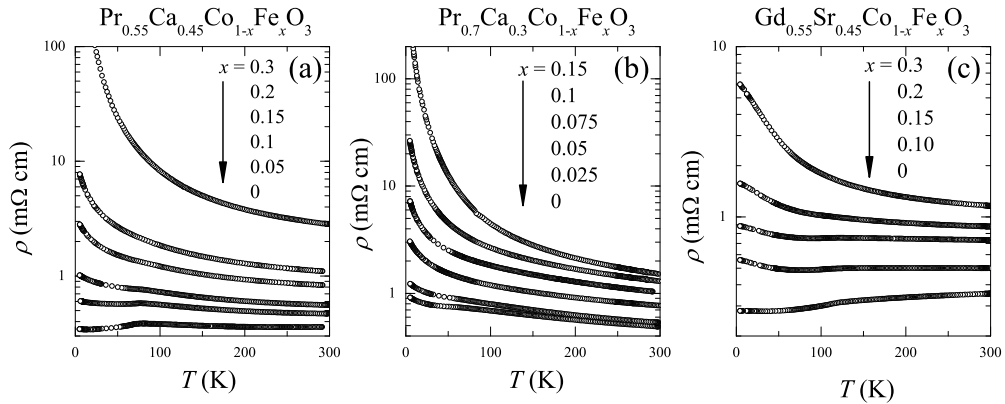 Pr0.55Ca0.45Co1-xFexO3
(a)
x = 0.3
0.2
0.15
0.1
0.05
0
100
10
1
ρ (mΩ cm)
0 100 200 300
T (K)
Pr0.7Ca0.3Co1-xFexO3
(b)
x = 0.15
0.1
0.075
0.05
0.025
0
100
10
1
ρ (mΩ cm)
0 100 200 300
T (K)
Gd0.55Sr0.45Co1-xFexO3
(c)
x = 0.3
0.2
0.15
0.10
0
10
1
ρ (mΩ cm)
0 100 200 300
T (K)